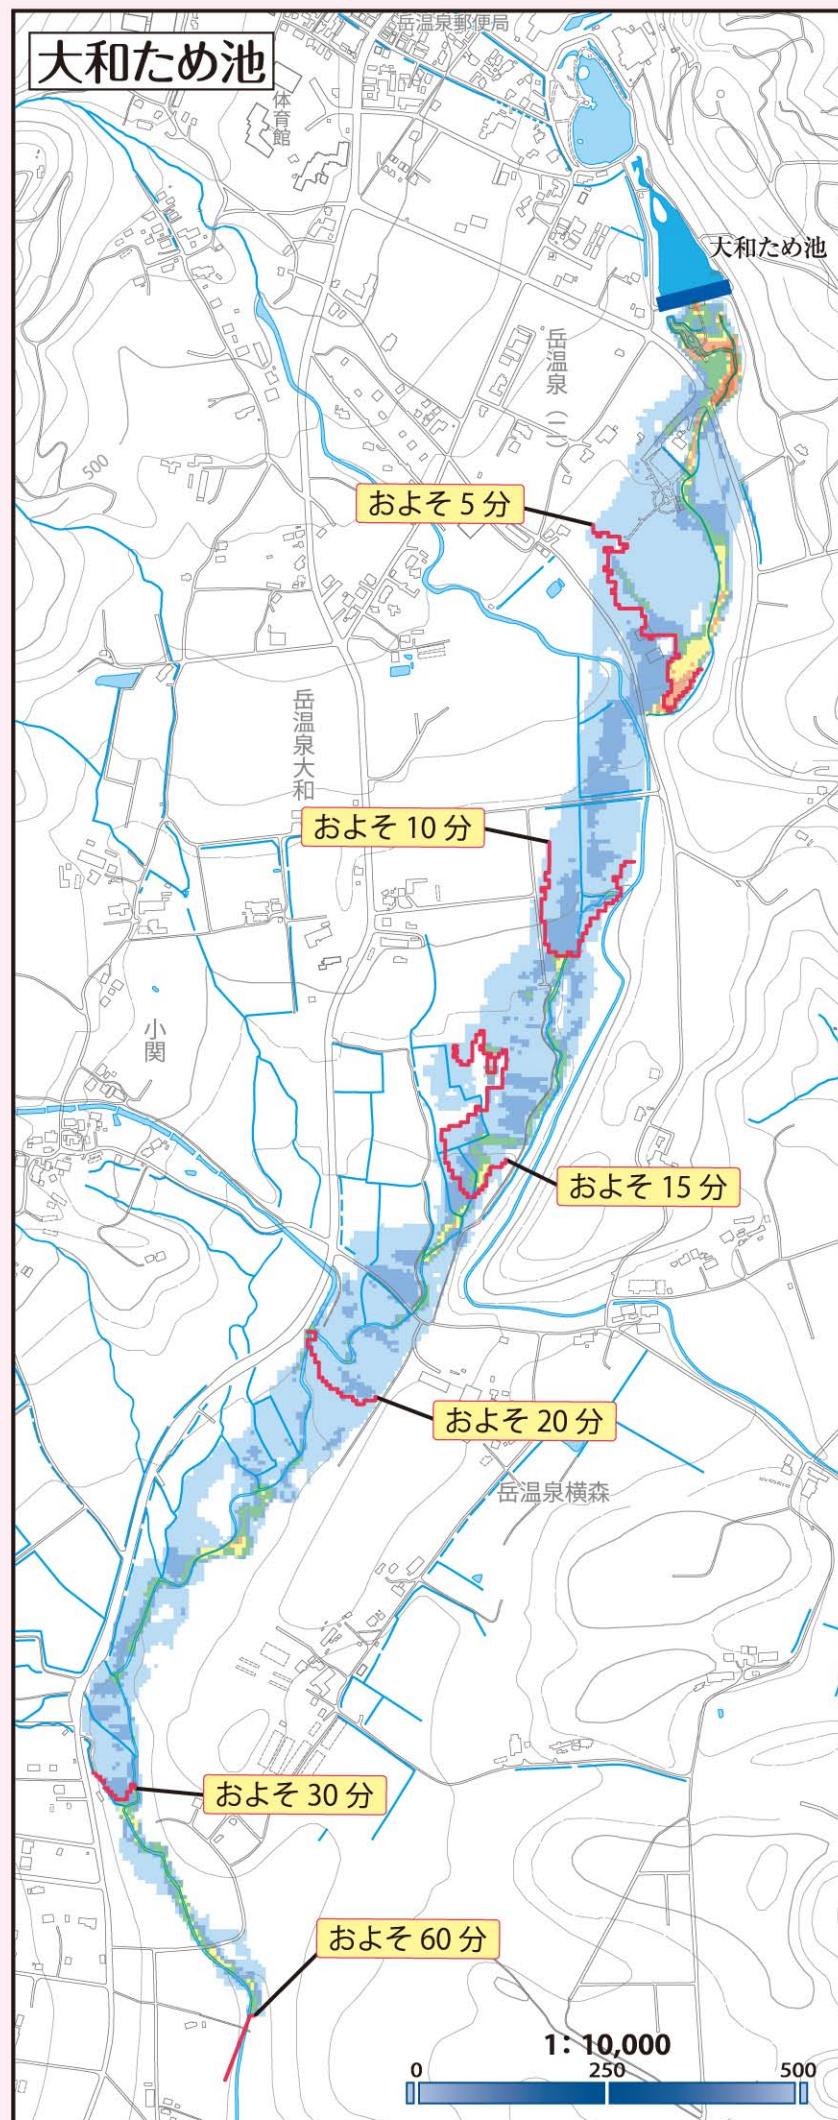 岳温泉郵便局
大和ため池
体育館
大和ため池
岳温泉(二)
500
およそ 5 分
岳温泉大和
およそ 10 分
小関
およそ 15 分
およそ 20 分
岳温泉横森
およそ 30 分
およそ 60 分
1: 10,000
0 250 500